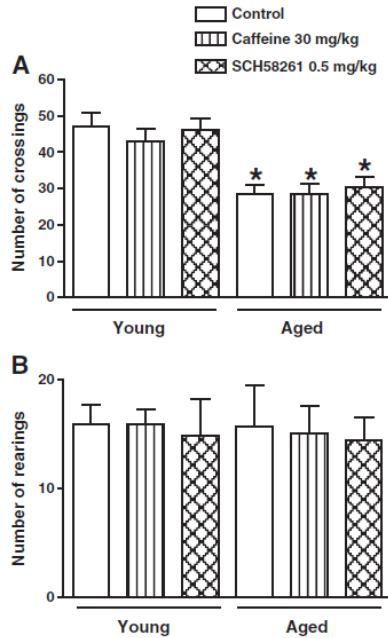 Control
Caffeine 30 mg/kg
SCH58261 0.5 mg/kg
A
Number of crossings
60
50
40
30
20
10
0
* * *
Young Aged
B
Number of rearings
20
10
0
Young Aged